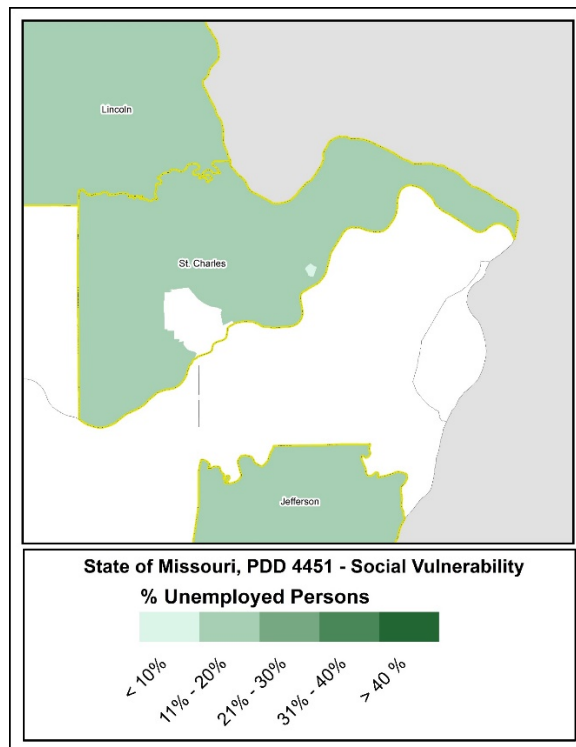 Lincoln
St. Charles
Jefferson
State of Missouri, PDD 4451 - Social Vulnerability
% Unemployed Persons
< 10%
11% - 20%
21% - 30%
31% - 40%
> 40 %